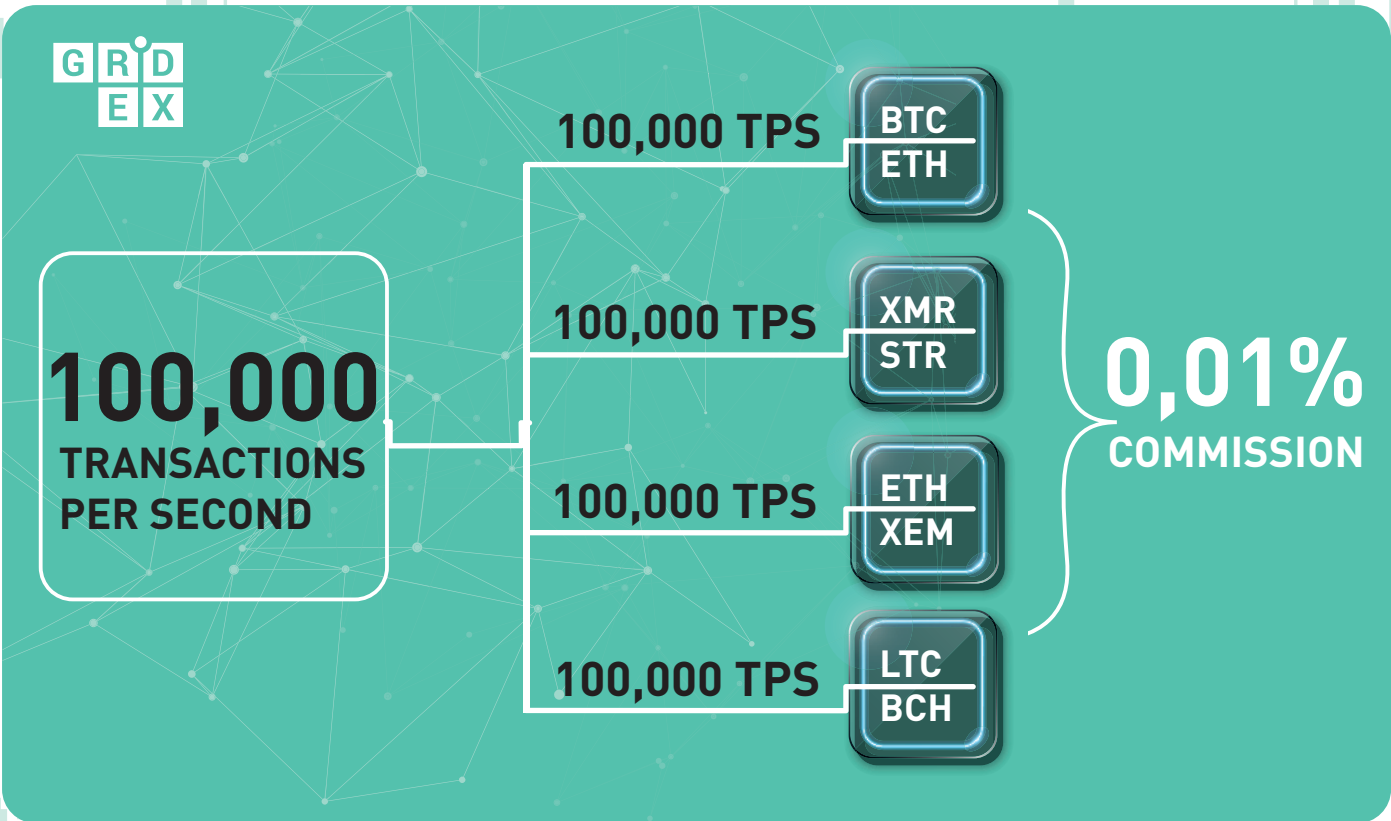 GRiD
EX
100,000
TRANSACTIONS
PER SECOND
100,000 TPS
BTC
ETH
100,000 TPS
XMR
STR
100,000 TPS
ETH
XEM
100,000 TPS
LTC
BCH
0,01%
COMMISSION